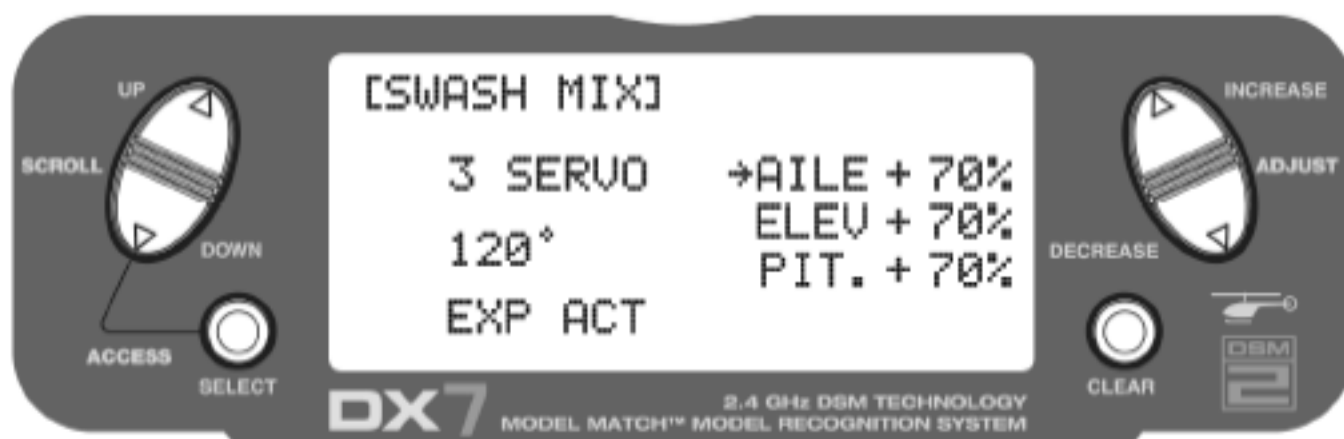 UP
SCROLL
DOWN
ACCESS
SELECT
[SWASH MIX]
3 SERVO
120°
EXP ACT
→AILE + 70%
ELEV + 70%
PIT. + 70%
INCREASE
ADJUST
DECREASE
CLEAR
DSM
2
DX7
2.4 GHz DSM TECHNOLOGY
MODEL MATCH™ MODEL RECOGNITION SYSTEM